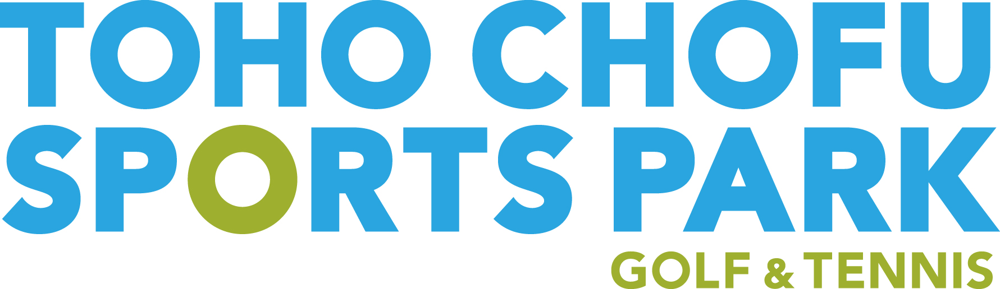 TOHO CHOFU
SPORTS PARK
GOLF & TENNIS